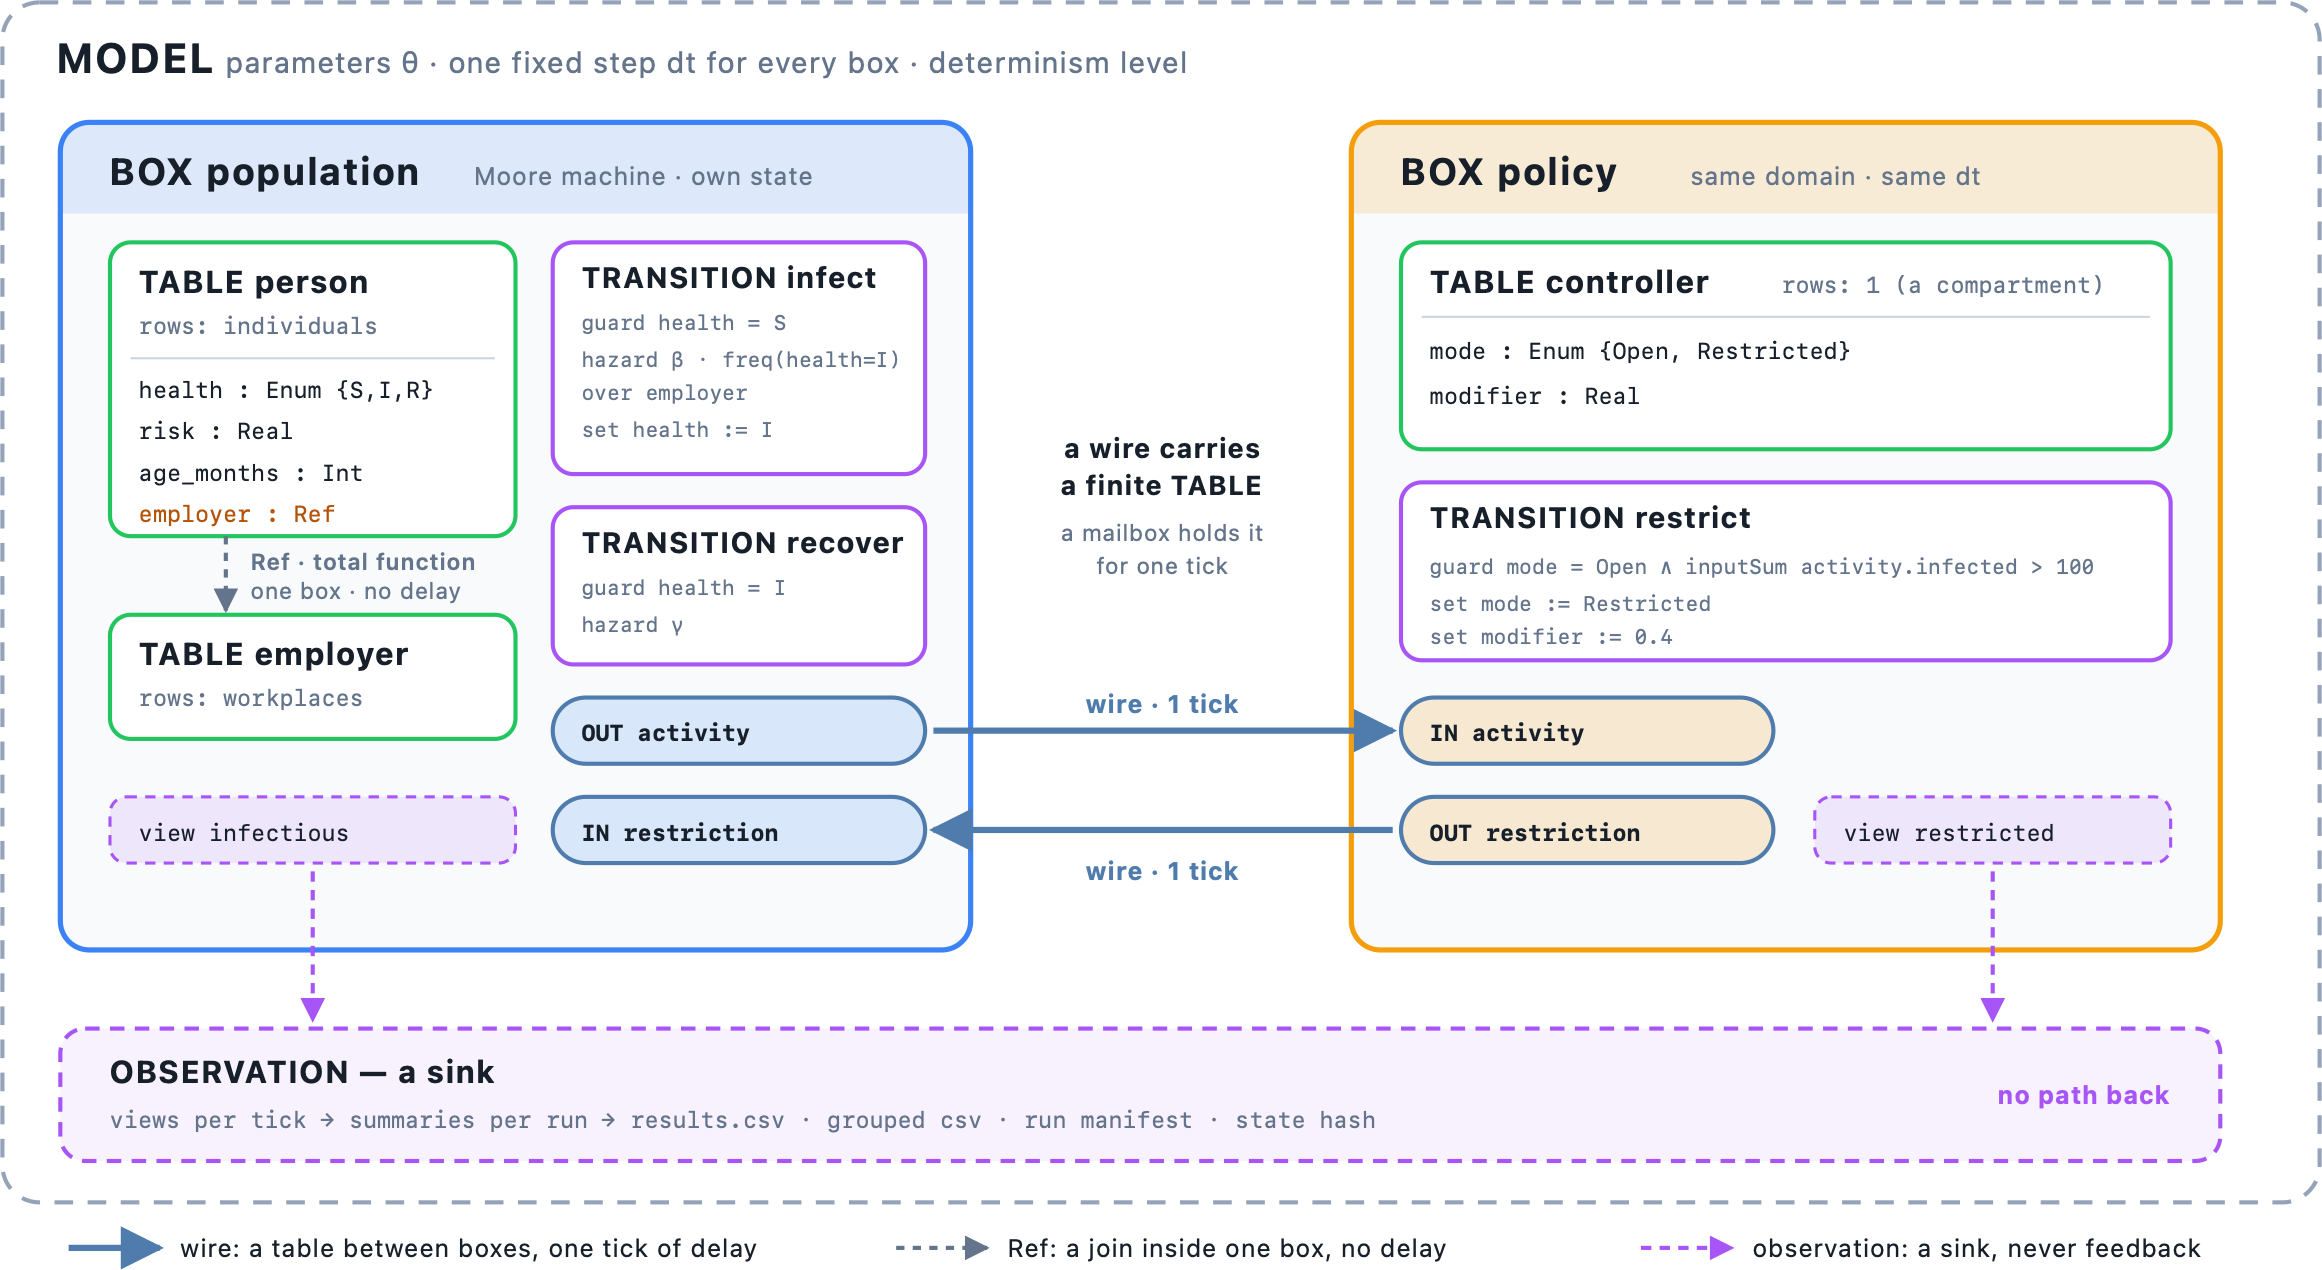 MODEL parameters θ · one fixed step dt for every box · determinism level
BOX population Moore machine · own state
TABLE person
rows: individuals
health : Enum {S,I,R}
risk : Real
age_months : Int
employer : Ref
Ref · total function
one box · no delay
TABLE employer
rows: workplaces
view infectious
TRANSITION infect
guard health = S
hazard β · freq(health=I)
over employer
set health := I
TRANSITION recover
guard health = I
hazard γ
OUT activity
IN restriction
a wire carries
a finite TABLE
a mailbox holds it
for one tick
wire · 1 tick
wire · 1 tick
BOX policy same domain · same dt
TABLE controller rows: 1 (a compartment)
mode : Enum {Open, Restricted}
modifier : Real
TRANSITION restrict
guard mode = Open ∧ inputSum activity.infected > 100
set mode := Restricted
set modifier := 0.4
IN activity
OUT restriction
view restricted
OBSERVATION — a sink
views per tick → summaries per run → results.csv · grouped csv · run manifest · state hash
no path back
wire: a table between boxes, one tick of delay
Ref: a join inside one box, no delay
observation: a sink, never feedback